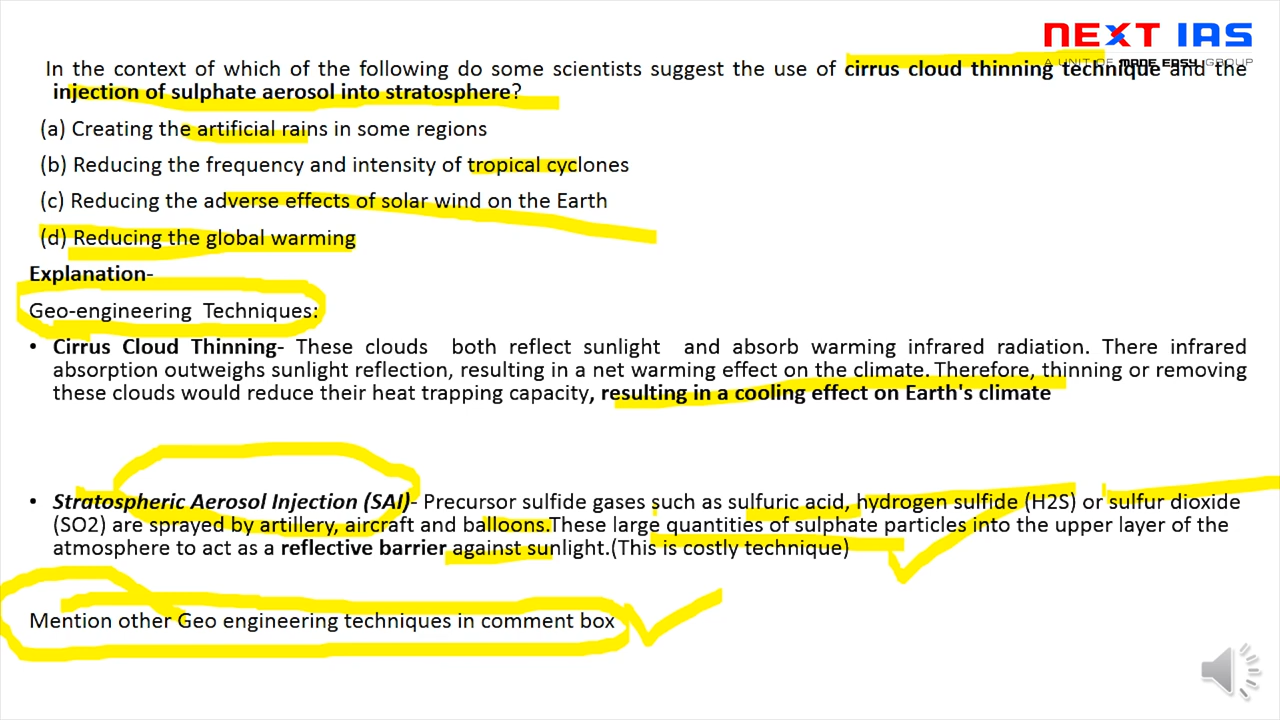 NEXT IAS
A UNIT OF MADE EASY GROUP
In the context of which of the following do some scientists suggest the use of cirrus cloud thinning technique and the
injection of sulphate aerosol into stratosphere?
(a) Creating the artificial rains in some regions
(b) Reducing the frequency and intensity of tropical cyclones
(c) Reducing the adverse effects of solar wind on the Earth
(d) Reducing the global warming
Explanation-
Geo-engineering Techniques:
• Cirrus Cloud Thinning- These clouds both reflect sunlight and absorb warming infrared radiation. There infrared
absorption outweighs sunlight reflection, resulting in a net warming effect on the climate. Therefore, thinning or removing
these clouds would reduce their heat trapping capacity, resulting in a cooling effect on Earth's climate
• Stratospheric Aerosol Injection (SAI)- Precursor sulfide gases such as sulfuric acid, hydrogen sulfide (H2S) or sulfur dioxide
(SO2) are sprayed by artillery, aircraft and balloons.These large quantities of sulphate particles into the upper layer of the
atmosphere to act as a reflective barrier against sunlight.(This is costly technique)
Mention other Geo engineering techniques in comment box